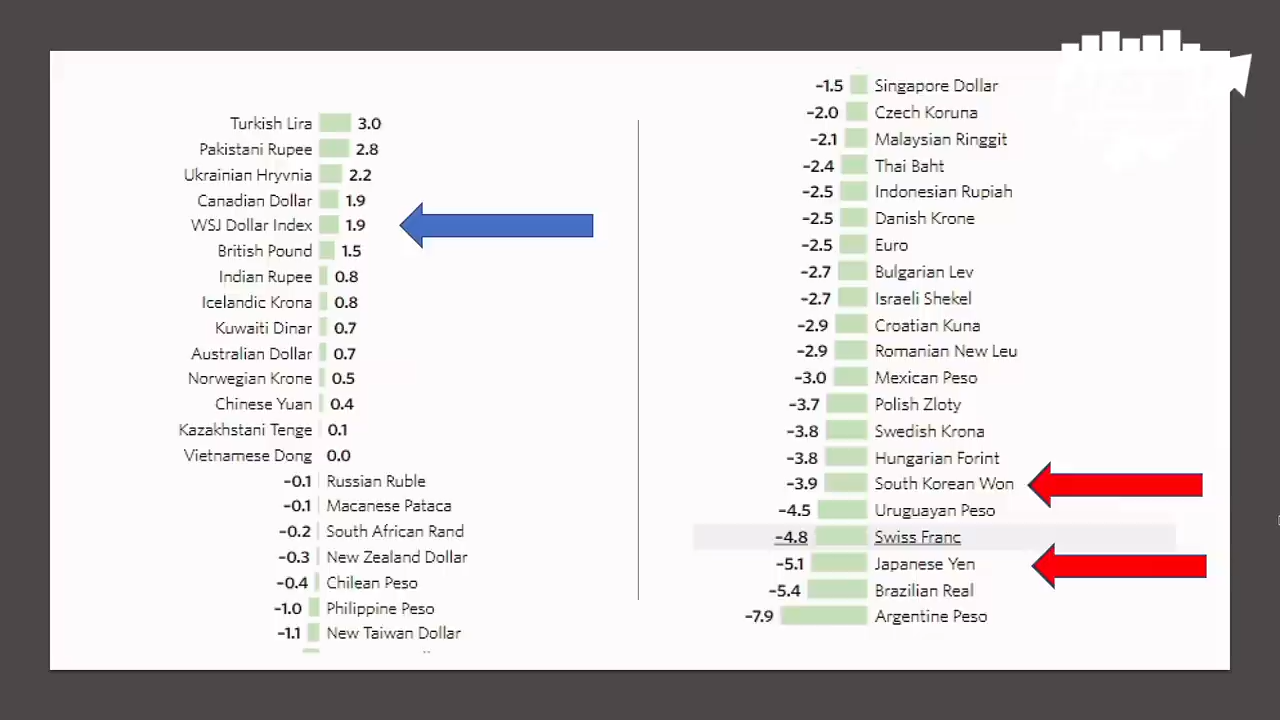 Turkish Lira 3.0
Pakistani Rupee 2.8
Ukrainian Hryvnia 2.2
Canadian Dollar 1.9
WSJ Dollar Index 1.9
British Pound 1.5
Indian Rupee 0.8
Icelandic Krona 0.8
Kuwaiti Dinar 0.7
Australian Dollar 0.7
Norwegian Krone 0.5
Chinese Yuan 0.4
Kazakhstani Tenge 0.1
Vietnamese Dong 0.0
-0.1 Russian Ruble
-0.1 Macanese Pataca
-0.2 South African Rand
-0.3 New Zealand Dollar
-0.4 Chilean Peso
-1.0 Philippine Peso
-1.1 New Taiwan Dollar
-1.5 Singapore Dollar
-2.0 Czech Koruna
-2.1 Malaysian Ringgit
-2.4 Thai Baht
-2.5 Indonesian Rupiah
-2.5 Danish Krone
-2.5 Euro
-2.7 Bulgarian Lev
-2.7 Israeli Shekel
-2.9 Croatian Kuna
-2.9 Romanian New Leu
-3.0 Mexican Peso
-3.7 Polish Zloty
-3.8 Swedish Krona
-3.8 Hungarian Forint
-3.9 South Korean Won
-4.5 Uruguayan Peso
-4.8 Swiss Franc
-5.1 Japanese Yen
-5.4 Brazilian Real
-7.9 Argentine Peso